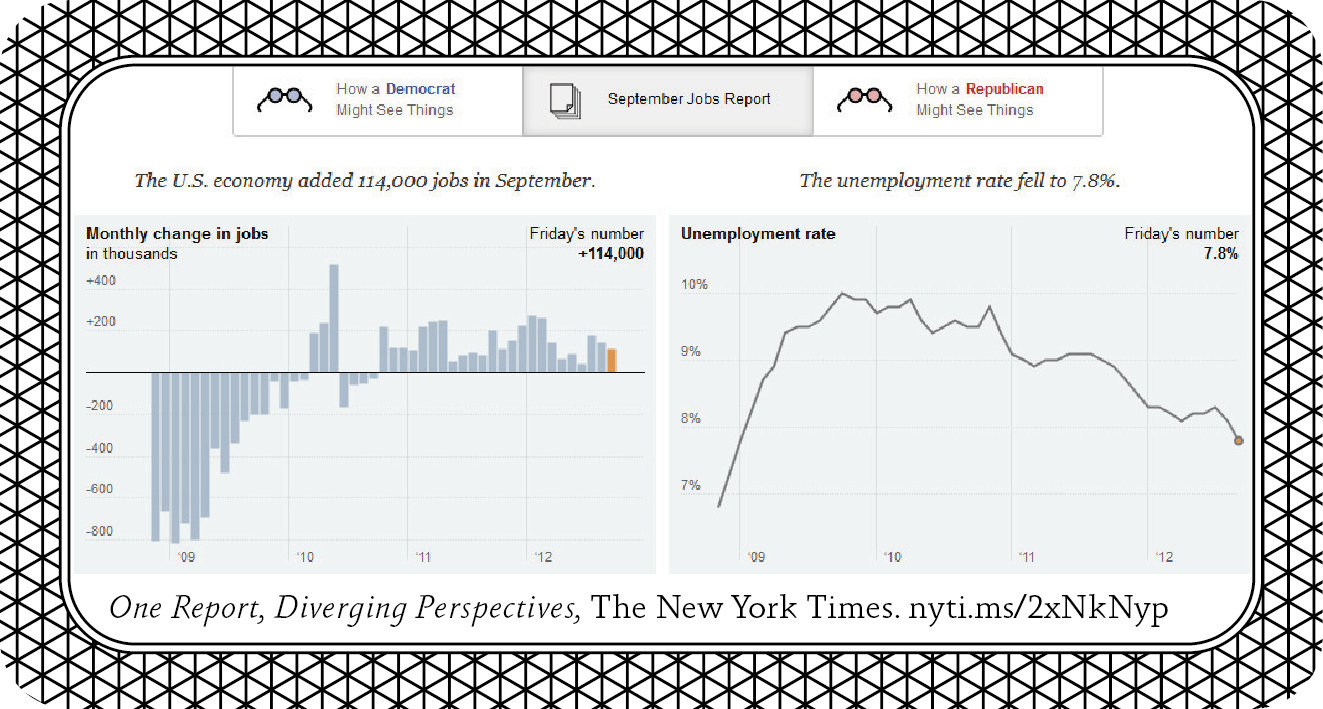 How a Democrat
Might See Things
September Jobs Report
How a Republican
Might See Things
The U.S. economy added 114,000 jobs in September.
The unemployment rate fell to 7.8%.
Monthly change in jobs
in thousands
Friday's number
+114,000
+400
+200
-200
-400
-600
-800
'09
'10
'11
'12
Unemployment rate
Friday's number
7.8%
10%
9%
8%
7%
'09
'10
'11
'12
One Report, Diverging Perspectives, The New York Times. nyti.ms/2xNkNyp